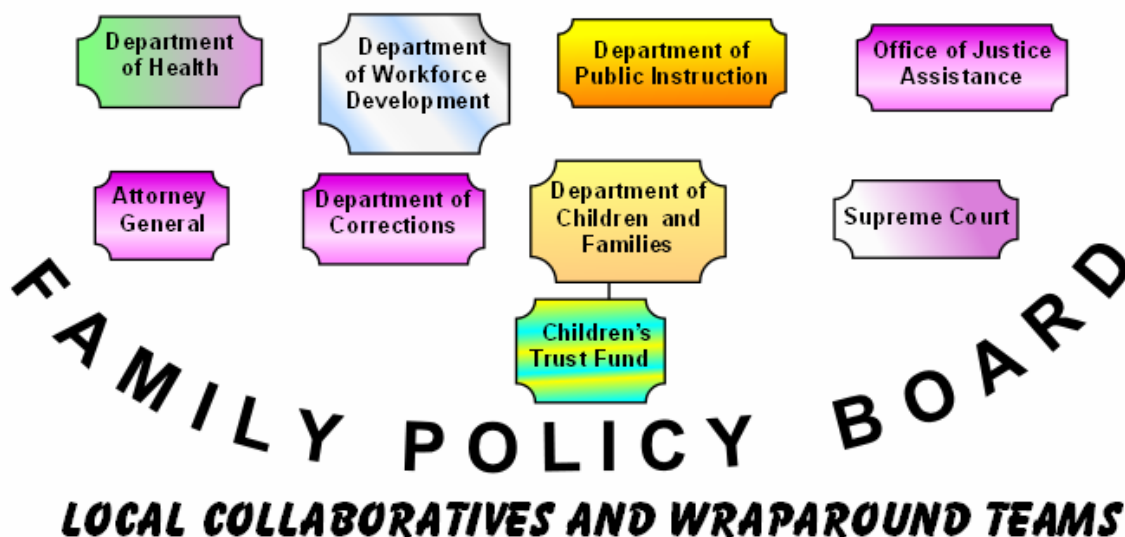 Department
of Health
Department
of Workforce
Development
Department of
Public Instruction
Office of Justice
Assistance
Attorney
General
Department of
Corrections
Department of
Children and
Families
Supreme Court
Children's
Trust Fund
FAMILY POLICY BOARD
LOCAL COLLABORATIVES AND WRAPAROUND TEAMS